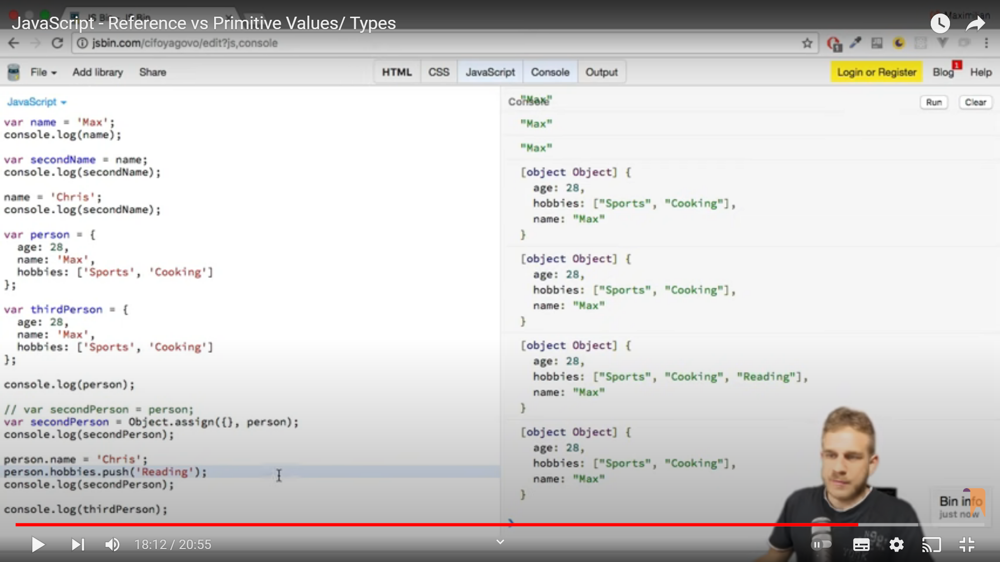 JS Bin - JS Bin
JavaScript - Reference vs Primitive Values/ Types
Maximilian
jsbin.com/cifoyagovo/edit?js,console
1
File
Add library
Share
HTML
CSS
JavaScript
Console
Output
Login or Register
Blog
1
Help
JavaScript
var name = 'Max';
console.log(name);
var secondName = name;
console.log(secondName);
name = 'Chris';
console.log(secondName);
var person = {
age: 28,
name: 'Max',
hobbies: ['Sports', 'Cooking']
};
var thirdPerson = {
age: 28,
name: 'Max',
hobbies: ['Sports', 'Cooking']
};
console.log(person);
// var secondPerson = person;
var secondPerson = Object.assign({}, person);
console.log(secondPerson);
person.name = 'Chris';
person.hobbies.push('Reading');
console.log(secondPerson);
console.log(thirdPerson);
Console
Run
Clear
"Max"
"Max"
"Max"
[object Object] {
age: 28,
hobbies: ["Sports", "Cooking"],
name: "Max"
}
[object Object] {
age: 28,
hobbies: ["Sports", "Cooking"],
name: "Max"
}
[object Object] {
age: 28,
hobbies: ["Sports", "Cooking", "Reading"],
name: "Max"
}
[object Object] {
age: 28,
hobbies: ["Sports", "Cooking"],
name: "Max"
}
Bin info
just now
18:12 / 20:55